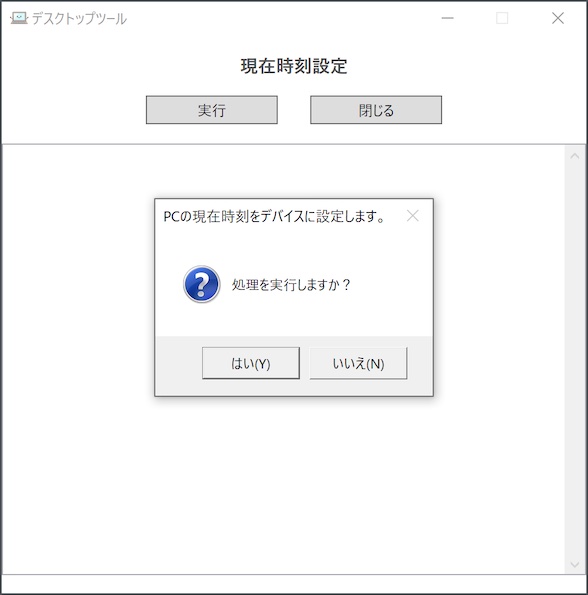 デスクトップツール
現在時刻設定
実行
閉じる
PCの現在時刻をデバイスに設定します。
処理を実行しますか？
はい(Y)
いいえ(N)